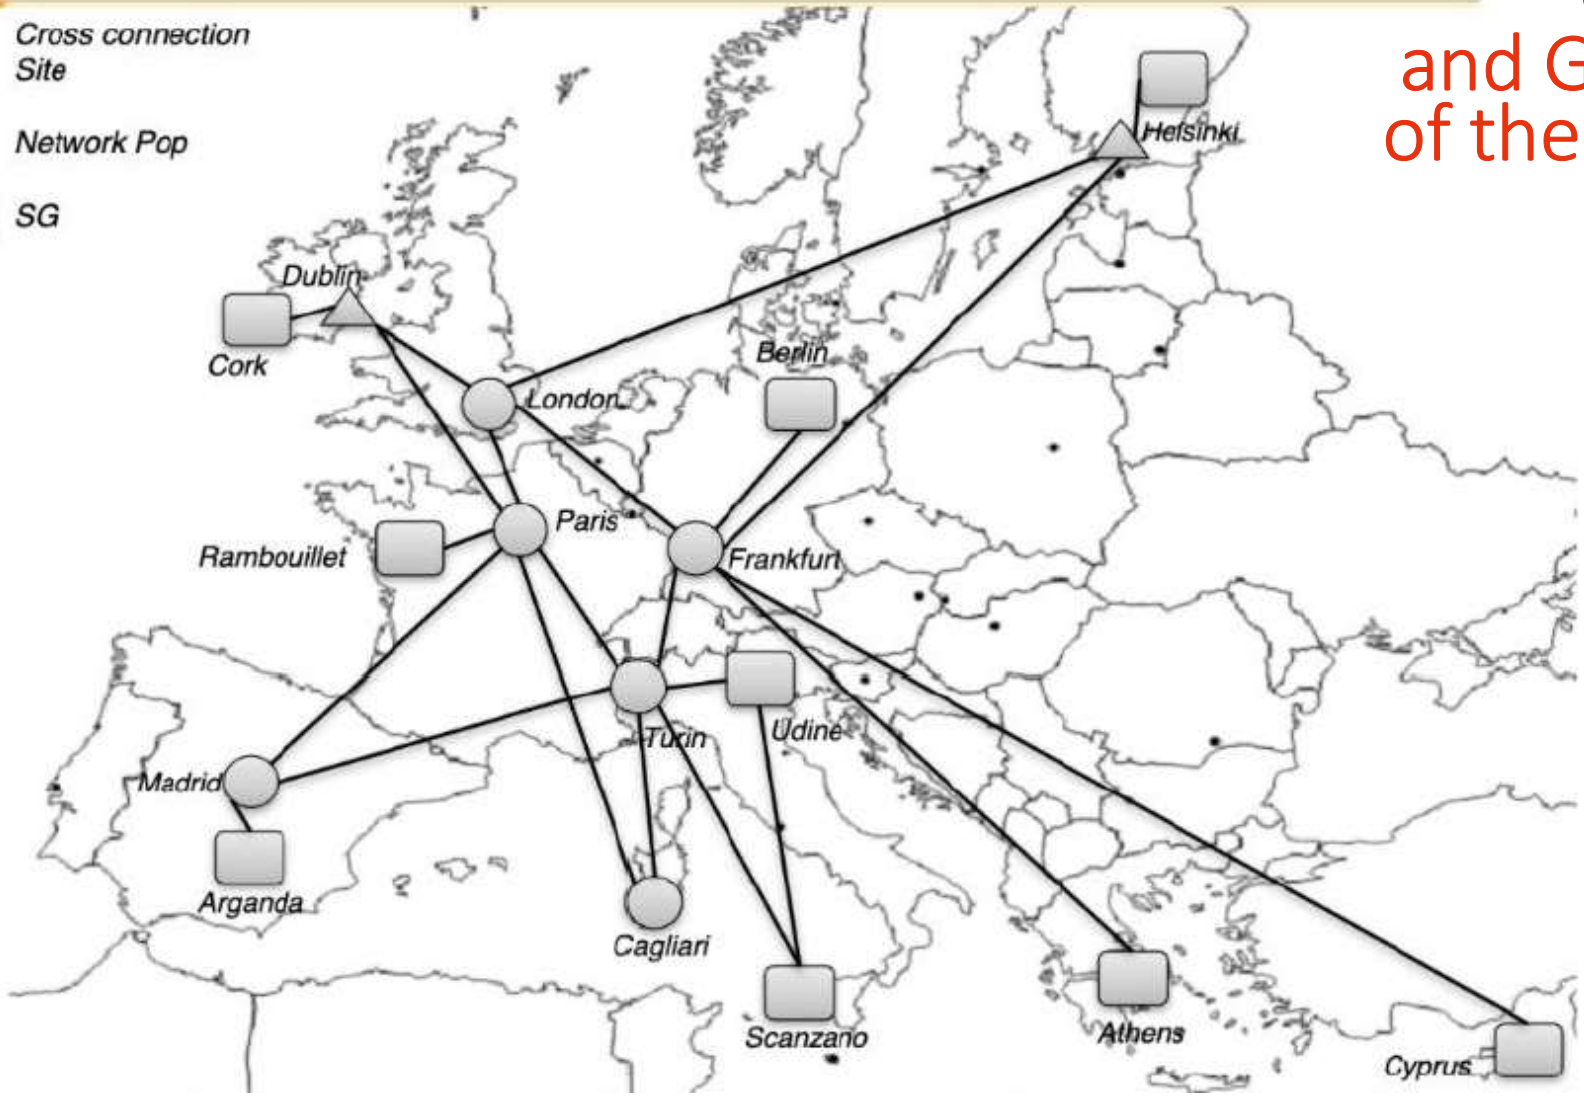 Cross connection
Site
Network Pop
SG
and G
of the
Helsinki
Dublin
Cork
London
Berlin
Paris
Rambouillet
Frankfurt
Udine
Turin
Madrid
Arganda
Cagliari
Scanzano
Athens
Cyprus